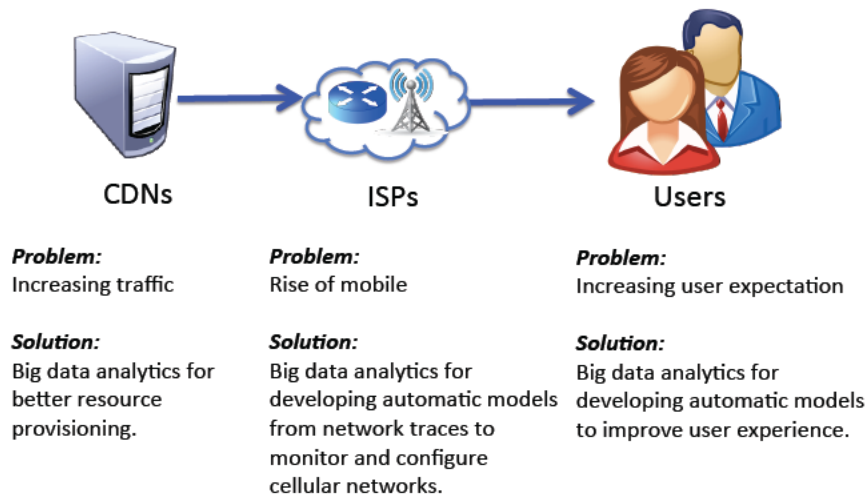 CDNs
ISPs
Users
Problem:
Increasing traffic
Solution:
Big data analytics for
better resource
provisioning.
Problem:
Rise of mobile
Solution:
Big data analytics for
developing automatic models
from network traces to
monitor and configure
cellular networks.
Problem:
Increasing user expectation
Solution:
Big data analytics for
developing automatic models
to improve user experience.